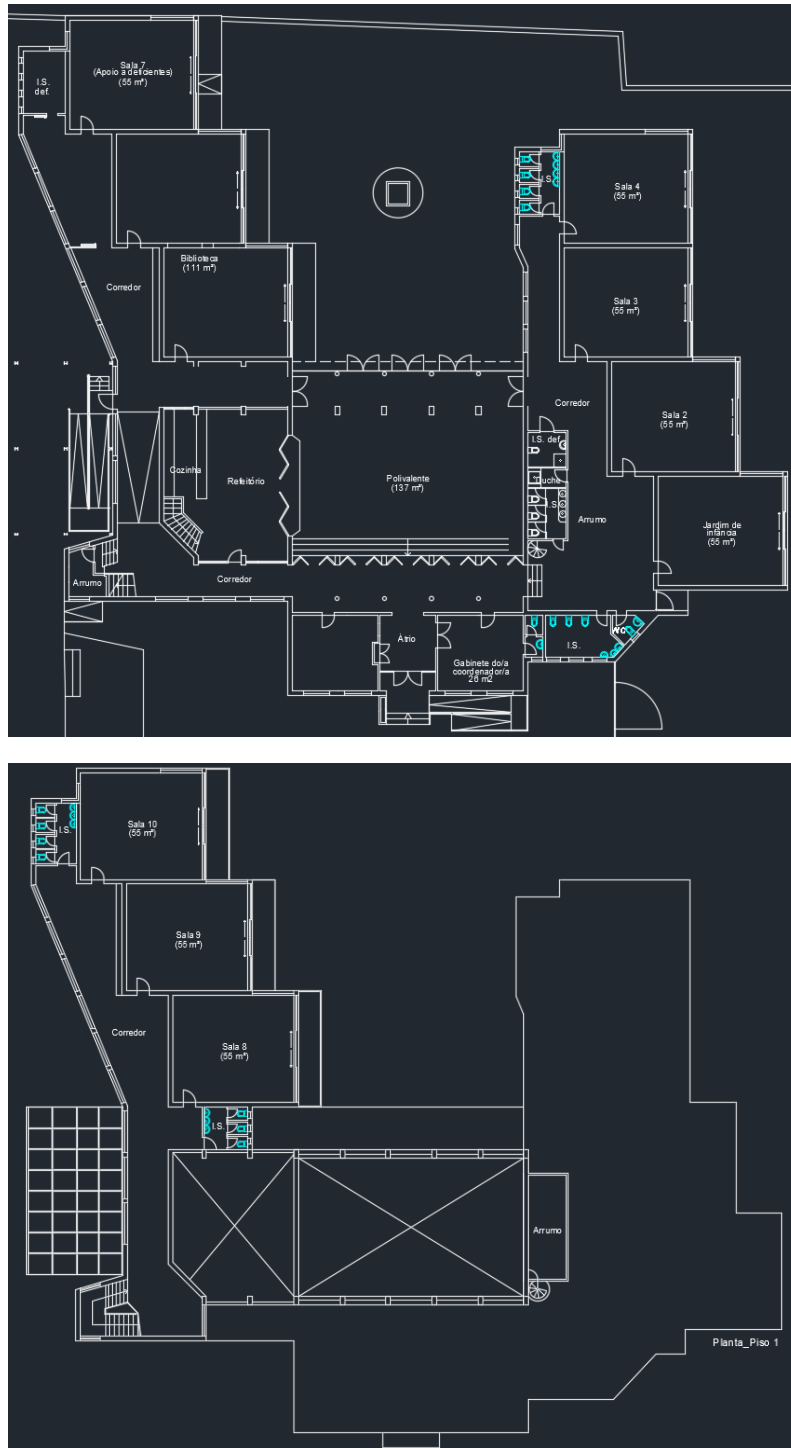 Sala 7
(Apoio a deficientes)
(55 m²)
I.S.
def.
Sala 4
(55 m²)
I.S.
Biblioteca
(111 m²)
Corredor
Sala 3
(55 m²)
Corredor
Sala 2
(55 m²)
I.S. def
Cozinha
Refeitório
Polivalente
(137 m²)
Duche
I.S.
Arrumo
Jardim de
infância
(55 m²)
Arrumo
Corredor
Átrio
Gabinete do/a
coordenador/a
26 m2
I.S.
WC
Sala 10
(55 m²)
I.S.
Sala 9
(55 m²)
Corredor
Sala 8
(55 m²)
I.S.
Arrumo
Planta_Piso 1